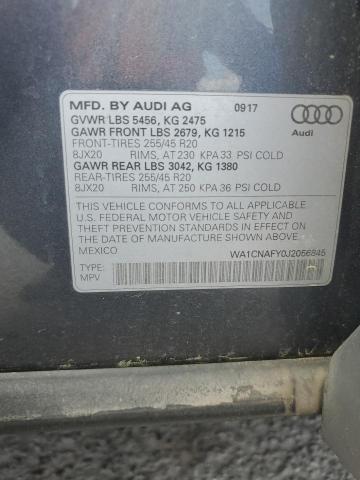 MFD. BY AUDI AG 09 17
GVWR LBS 5456, KG 2475
GAWR FRONT LBS 2679, KG 1215
FRONT-TIRES 255/45 R20
8JX20 RIMS, AT 230 KPA 33 PSI COLD
GAWR REAR LBS 3042, KG 1380
REAR-TIRES 255/45 R20
8JX20 RIMS, AT 250 KPA 36 PSI COLD
Audi
THIS VEHICLE CONFORMS TO ALL APPLICABLE
U.S. FEDERAL MOTOR VEHICLE SAFETY AND
THEFT PREVENTION STANDARDS IN EFFECT ON THE
DATE OF MANUFACTURE SHOWN ABOVE.
MEXICO
WA1CNAFY0J2056845
TYPE:
MPV